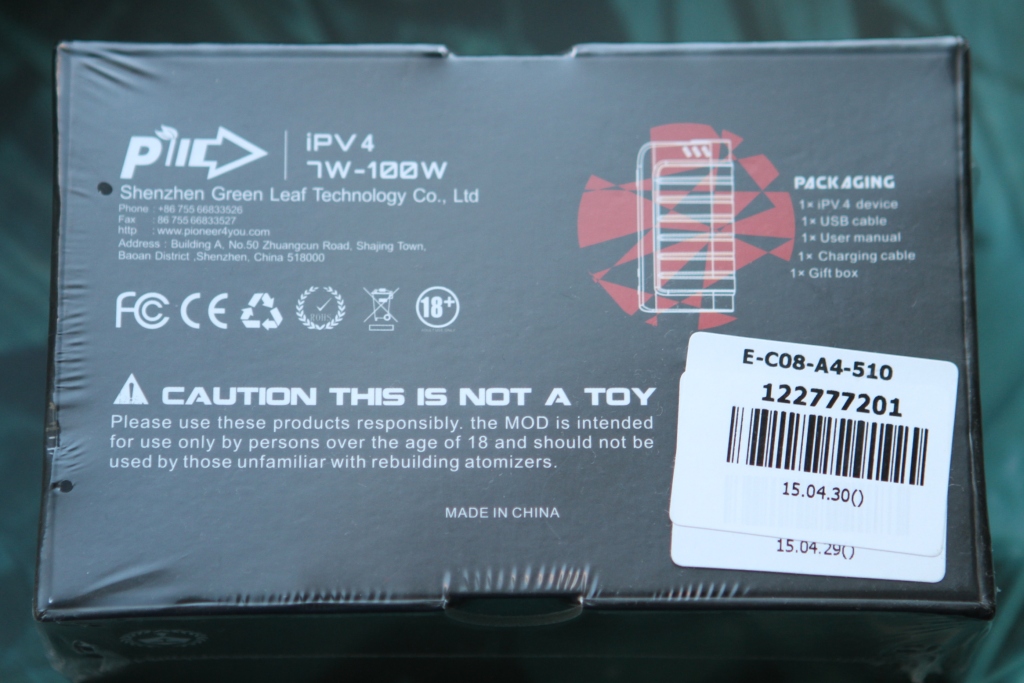 P4U
iPV 4
7W-100W
Shenzhen Green Leaf Technology Co., Ltd
Phone : +86 755 66833526
Fax : 86 755 66833527
http : www.pioneer4you.com
Address : Building A, No.50 Zhuangcun Road, Shajing Town,
Baoan District ,Shenzhen, China 518000
FC CE ROHS 18+
PACKAGING
1× iPV 4 device
1× USB cable
1× User manual
1× Charging cable
1× Gift box
CAUTION THIS IS NOT A TOY
Please use these products responsibly. the MOD is intended
for use only by persons over the age of 18 and should not be
used by those unfamiliar with rebuilding atomizers.
MADE IN CHINA
E-C08-A4-510
122777201
15.04.30()
15.04.29()